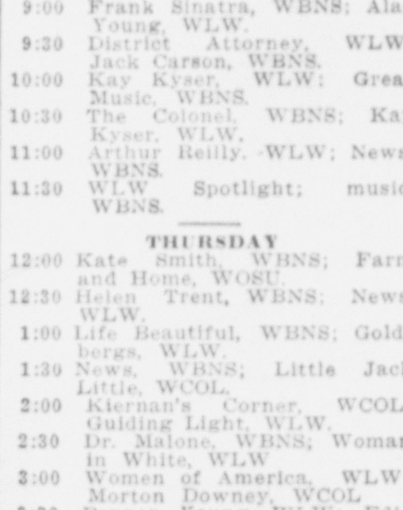 9:00 Frank Sinatra, WBNS; Ala
Young, WLW.
9:30 District Attorney, WLW
Jack Carson, WBNS.
10:00 Kay Kyser, WLW; Grea
Music, WBNS.
10:30 The Colonel, WBNS; Ka
Kyser, WLW.
11:00 Arthur Reilly, WLW; News
WBNS.
11:30 WLW Spotlight; music
WBNS.
THURSDAY
12:00 Kate Smith, WBNS; Farm
and Home, WOSU.
12:30 Helen Trent, WBNS; News
WLW.
1:00 Life Beautiful, WBNS; Gold
bergs, WLW.
1:30 News, WBNS; Little Jack
Little, WCOL.
2:00 Kiernan's Corner, WCOL
Guiding Light, WLW.
2:30 Dr. Malone, WBNS; Woman
in White, WLW
3:00 Women of America, WLW
Morton Downey, WCOL